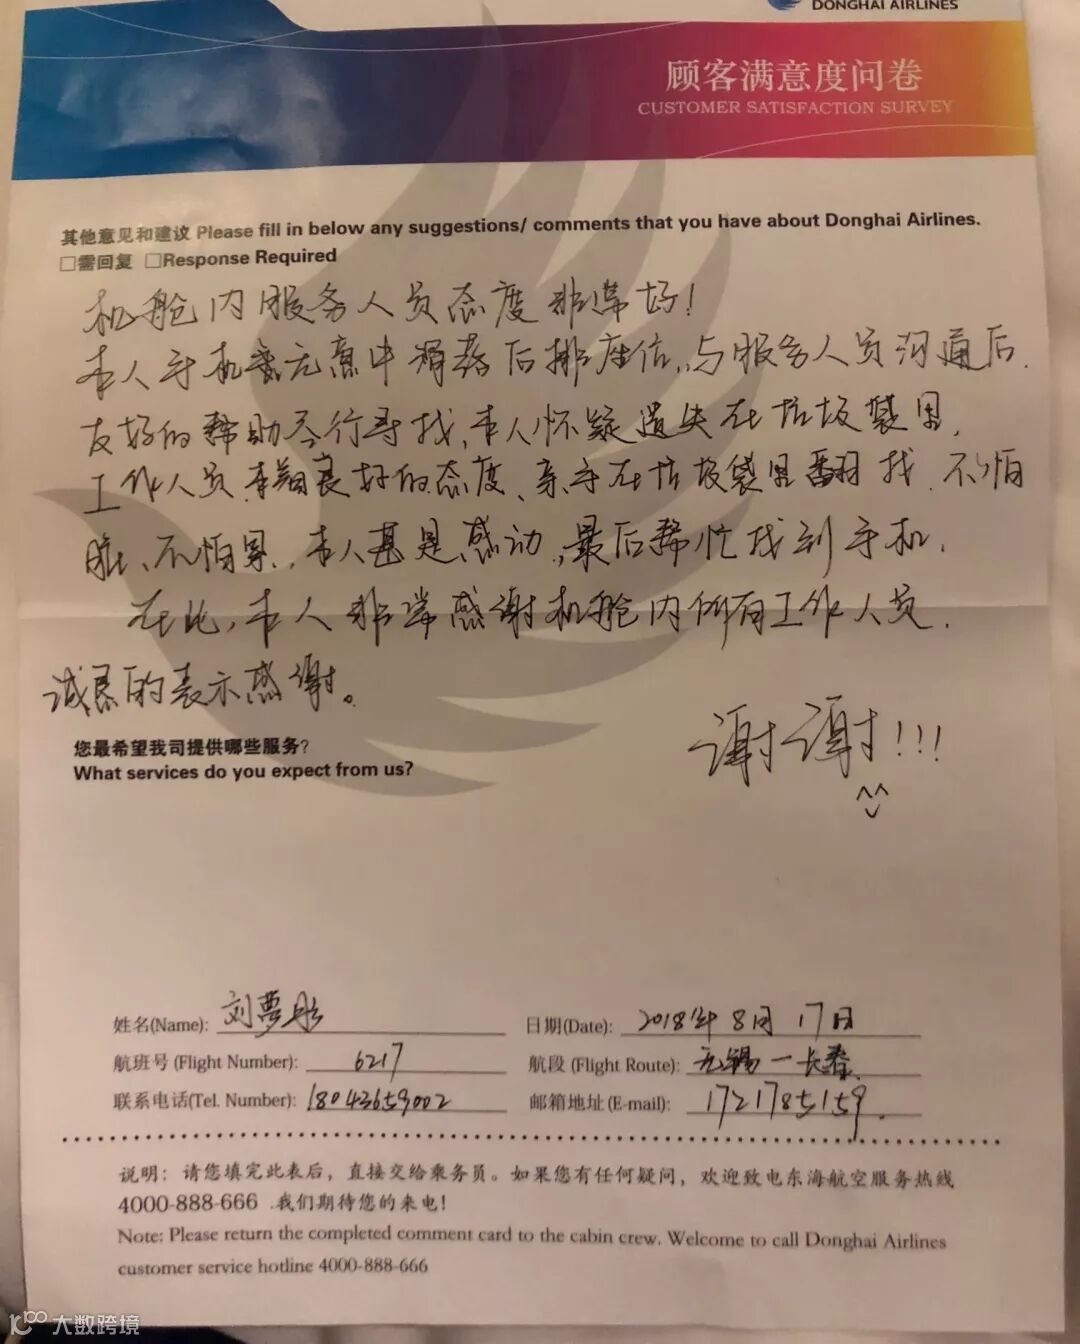 DONGHAI AIRLINES
顾客满意度问卷
CUSTOMER SATISFACTION SURVEY
其他意见和建议 Please fill in below any suggestions/ comments that you have about Donghai Airlines.
□需回复 □Response Required
机舱内服务人员态度非常好!
本人手机无意中滑落后排座位,与服务人员沟通后.
友好的帮助进行寻找,本人怀疑遗失在垃圾袋里,
工作人员李翔良好的态度、亲手在垃圾袋里翻找.不怕
脏、不怕累,本人甚是感动,最后帮忙找到手机.
在此,本人非常感谢机舱内所有工作人员.
诚恳的表示感谢。
谢谢!!!
^^
您最希望我司提供哪些服务?
What services do you expect from us?
姓名(Name): 刘梦彤 日期(Date): 2018年8月17日
航班号(Flight Number): 6217 航段(Flight Route): 无锡一长春
联系电话(Tel. Number): 18043659002 邮箱地址(E-mail): 1721785159.
说明: 请您填完此表后,直接交给乘务员。如果您有任何疑问,欢迎致电东海航空服务热线
4000-888-666 .我们期待您的来电!
Note: Please return the completed comment card to the cabin crew. Welcome to call Donghai Airlines
customer service hotline 4000-888-666
大数跨境